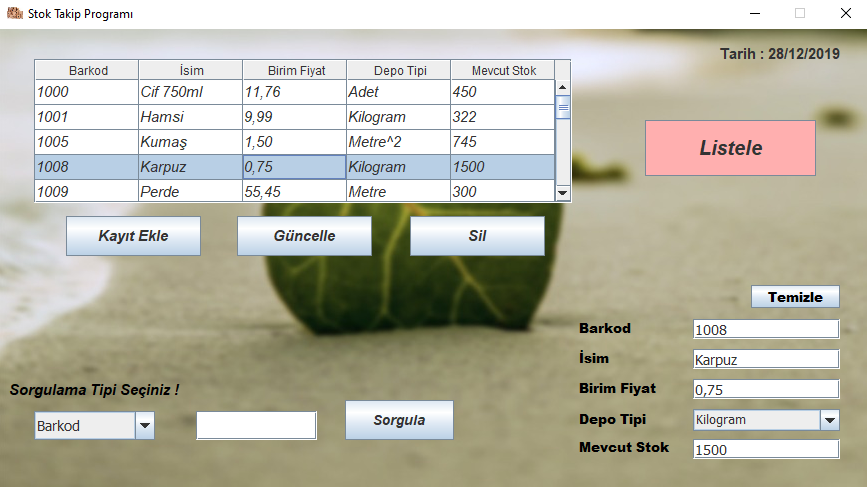 Stok Takip Programı
Tarih : 28/12/2019
Barkod İsim Birim Fiyat Depo Tipi Mevcut Stok
1000 Cif 750ml 11,76 Adet 450
1001 Hamsi 9,99 Kilogram 322
1005 Kumaş 1,50 Metre^2 745
1008 Karpuz 0,75 Kilogram 1500
1009 Perde 55,45 Metre 300
Listele
Kayıt Ekle Güncelle Sil
Temizle
Barkod 1008
İsim Karpuz
Birim Fiyat 0,75
Depo Tipi Kilogram
Mevcut Stok 1500
Sorgulama Tipi Seçiniz !
Barkod Sorgula